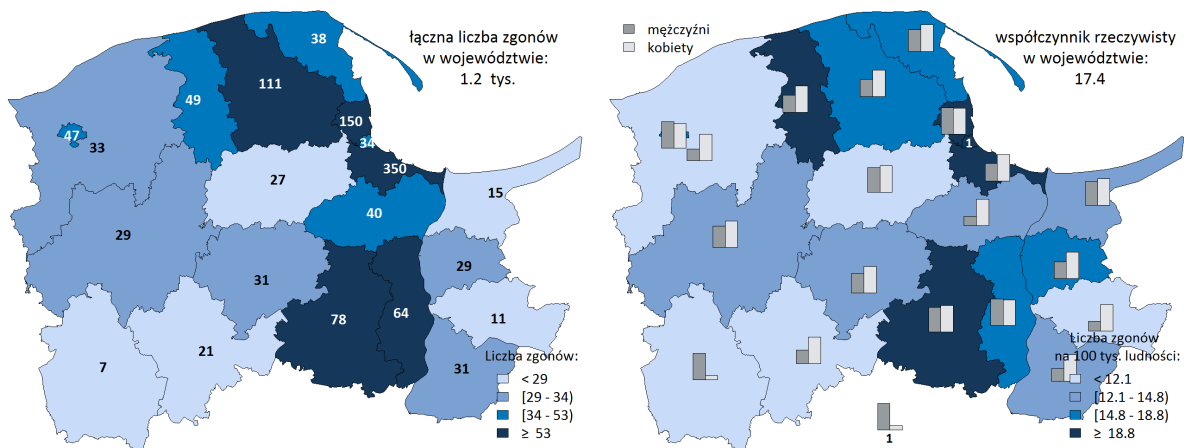 łączna liczba zgonów
w województwie:
1.2 tys.
38
111
49
150
47
34
33
350
27
15
40
29
29
31
64
78
11
21
7
31
Liczba zgonów:
< 29
[29 - 34)
[34 - 53)
≥ 53
mężczyźni
kobiety
współczynnik rzeczywisty
w województwie:
17.4
1
Liczba zgonów
na 100 tys. ludności:
< 12.1
[12.1 - 14.8)
[14.8 - 18.8)
≥ 18.8
1